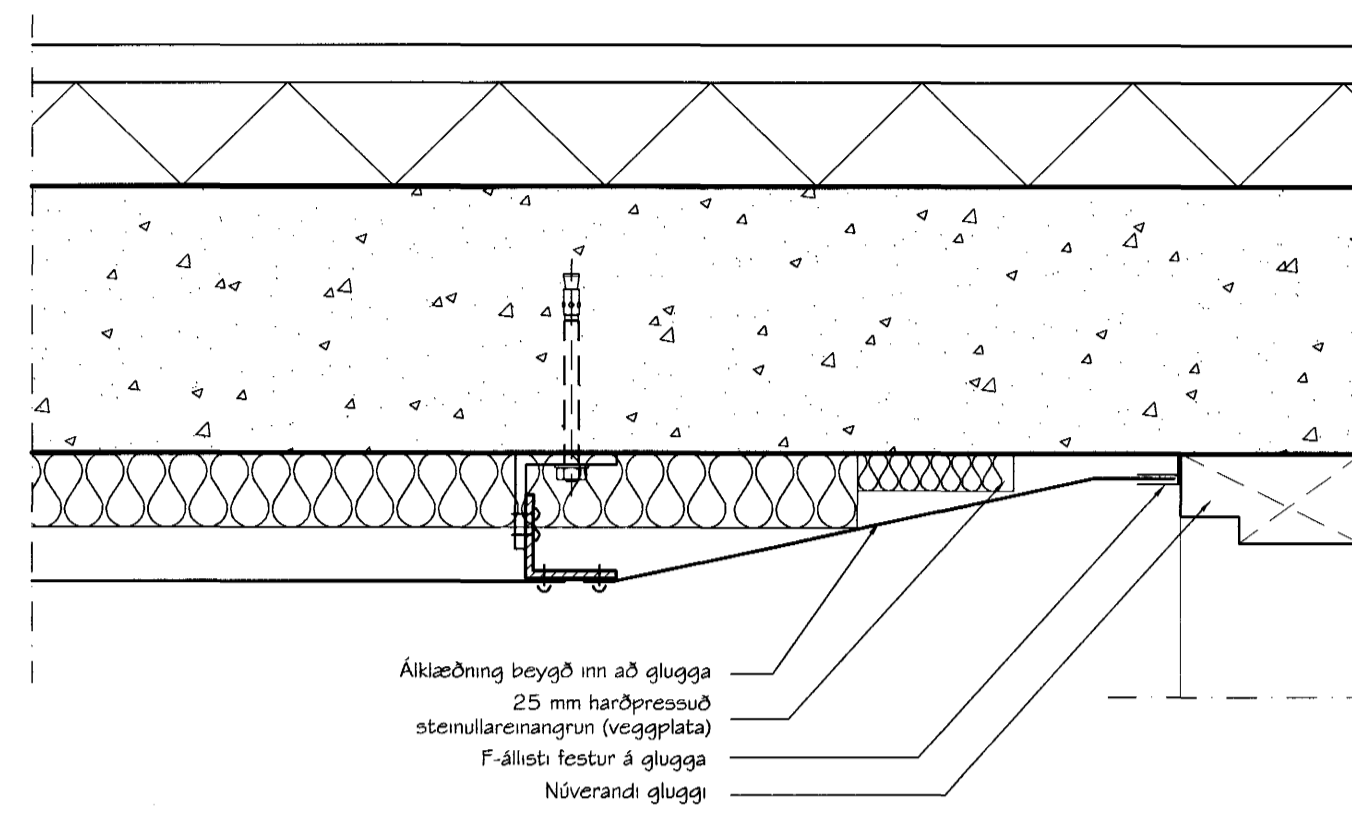 Álklæðning beygð inn að glugga
25 mm harðpressuð
steinullareinangrun (veggplata)
F-állisti festur á glugga
Núverandi gluggi